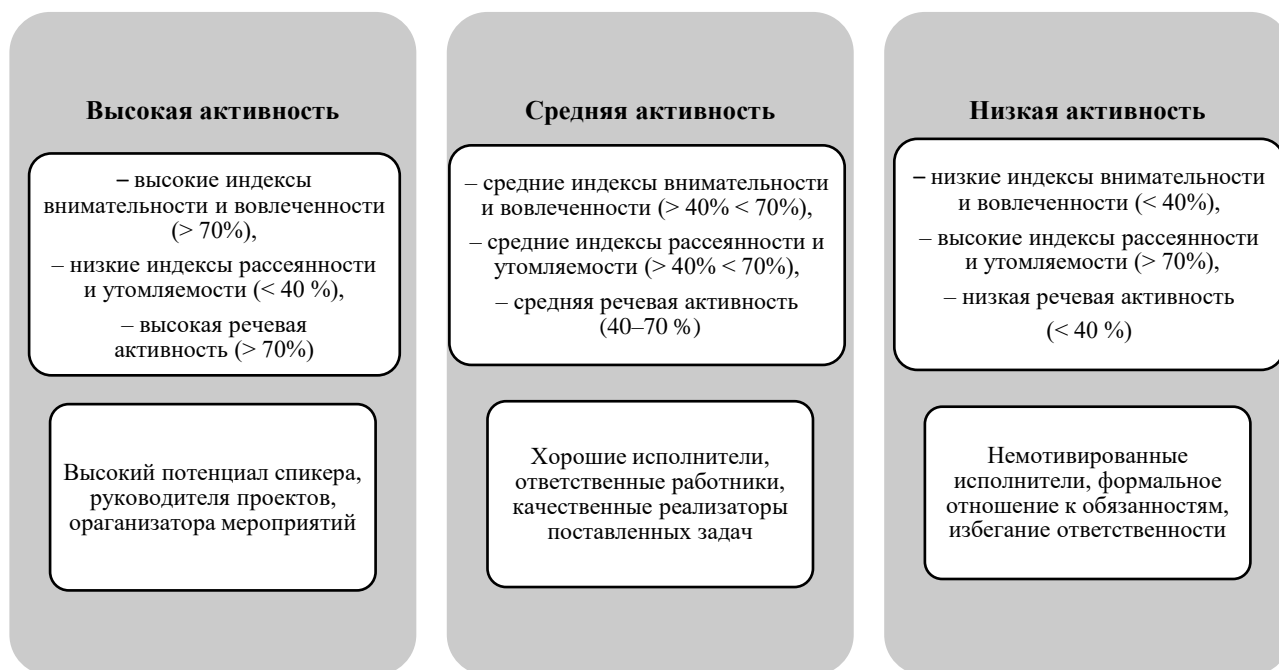 Высокая активность
– высокие индексы
внимательности и вовлеченности
(> 70%),
– низкие индексы рассеянности
и утомляемости (< 40 %),
– высокая речевая
активность (> 70%)
Высокий потенциал спикера,
руководителя проектов,
ораганизатора мероприятий
Средняя активность
– средние индексы внимательности
и вовлеченности (> 40% < 70%),
– средние индексы рассеянности и
утомляемости (> 40% < 70%),
– средняя речевая активность
(40–70 %)
Хорошие исполнители,
ответственные работники,
качественные реализаторы
поставленных задач
Низкая активность
– низкие индексы внимательности
и вовлеченности (< 40%),
– высокие индексы рассеянности
и утомляемости (> 70%),
– низкая речевая активность
(< 40 %)
Немотивированные
исполнители, формальное
отношение к обязанностям,
избегание ответственности